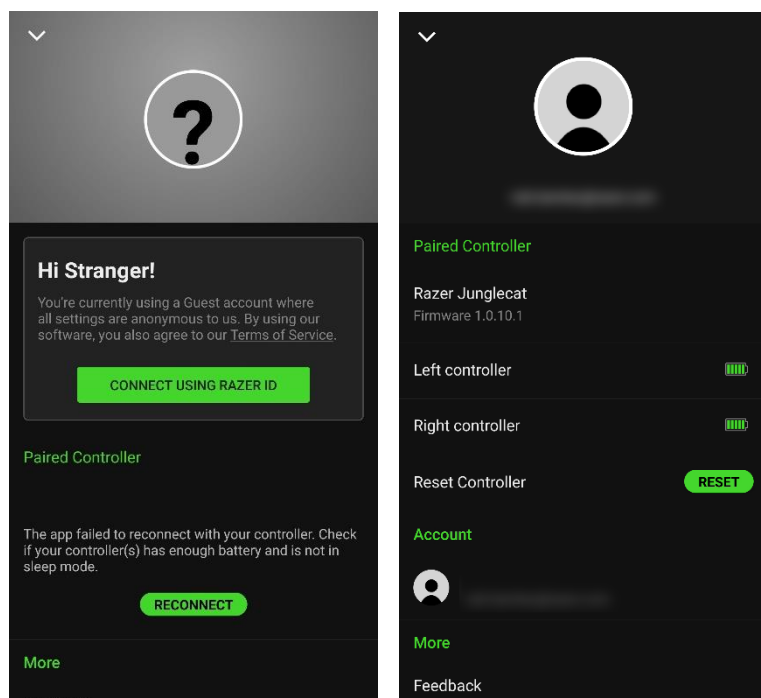 ?
Hi Stranger!
You're currently using a Guest account where
all settings are anonymous to us. By using our
software, you also agree to our Terms of Service.
CONNECT USING RAZER ID
Paired Controller
The app failed to reconnect with your controller. Check
if your controller(s) has enough battery and is not in
sleep mode.
RECONNECT
More
Paired Controller
Razer Junglecat
Firmware 1.0.10.1
Left controller
Right controller
Reset Controller
RESET
Account
More
Feedback